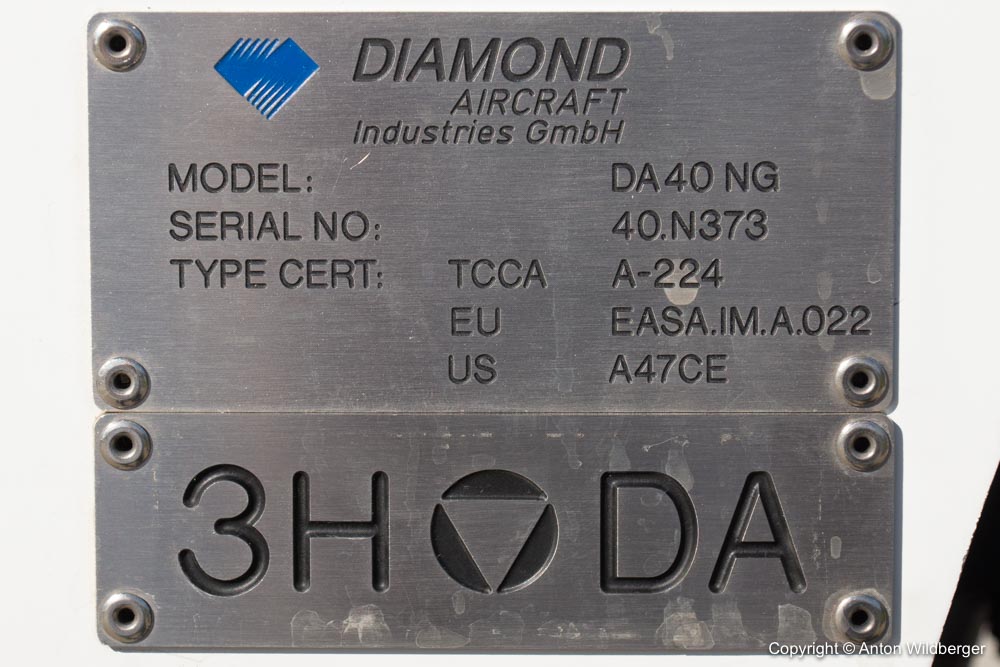 DIAMOND
AIRCRAFT
Industries GmbH
MODEL: DA40 NG
SERIAL NO: 40.N373
TYPE CERT: TCCA A-224
EU EASA.IM.A.022
US A47CE
3H DA
Copyright © Anton Wildberger